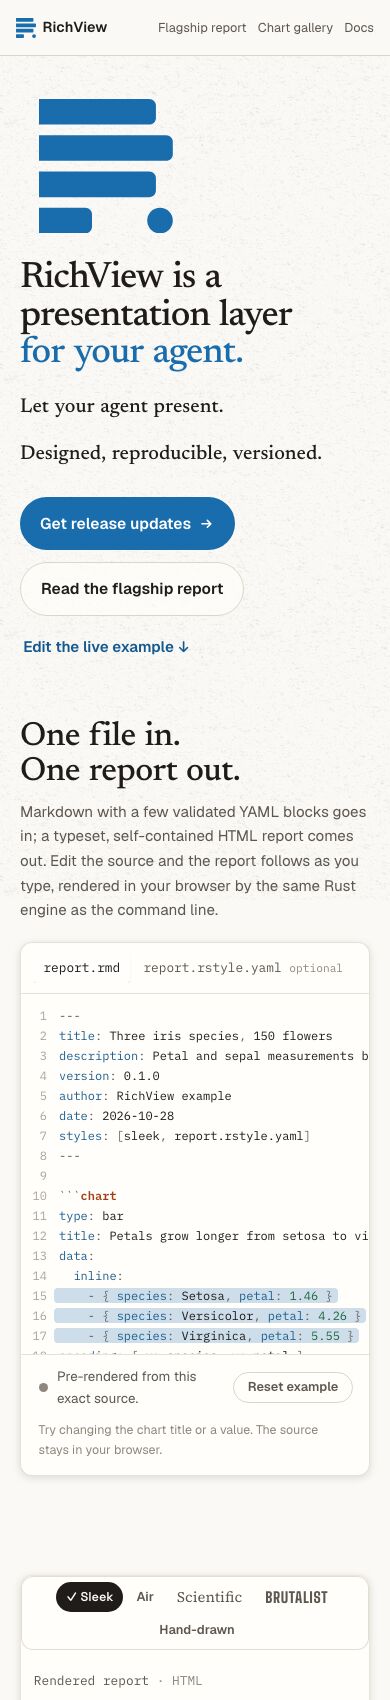 RichView
Flagship report Chart gallery Docs
RichView is a
presentation layer
for your agent.
Let your agent present.
Designed, reproducible, versioned.
Get release updates →
Read the flagship report
Edit the live example ↓
One file in.
One report out.
Markdown with a few validated YAML blocks goes
in; a typeset, self-contained HTML report comes
out. Edit the source and the report follows as you
type, rendered in your browser by the same Rust
engine as the command line.
report.rmd report.rstyle.yaml optional
1 ---
2 title: Three iris species, 150 flowers
3 description: Petal and sepal measurements b
4 version: 0.1.0
5 author: RichView example
6 date: 2026-10-28
7 styles: [sleek, report.rstyle.yaml]
8 ---
9
10 ```chart
11 type: bar
12 title: Petals grow longer from setosa to vi
13 data:
14 inline:
15 - { species: Setosa, petal: 1.46 }
16 - { species: Versicolor, petal: 4.26 }
17 - { species: Virginica, petal: 5.55 }
Pre-rendered from this
exact source.
Reset example
Try changing the chart title or a value. The source
stays in your browser.
✓ Sleek Air Scientific BRUTALIST
Hand-drawn
Rendered report · HTML